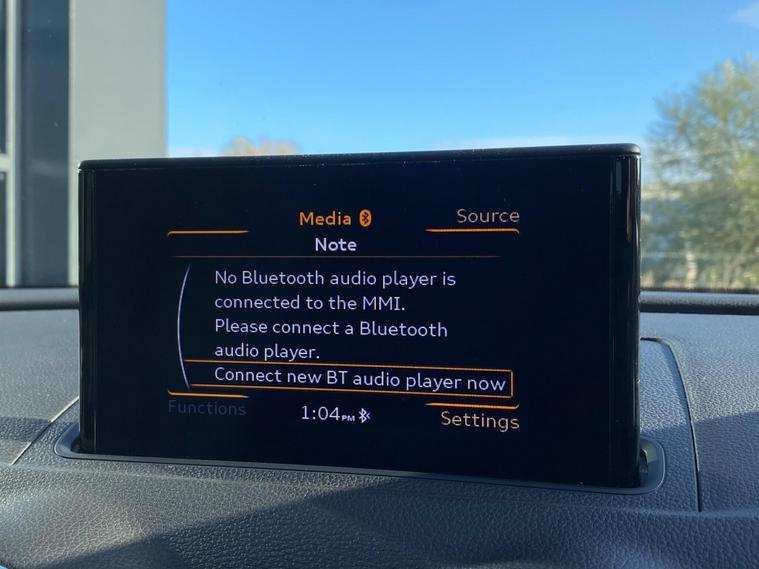 Media
Source
Note
No Bluetooth audio player is
connected to the MMI.
Please connect a Bluetooth
audio player.
Connect new BT audio player now
Functions
1:04PM
Settings